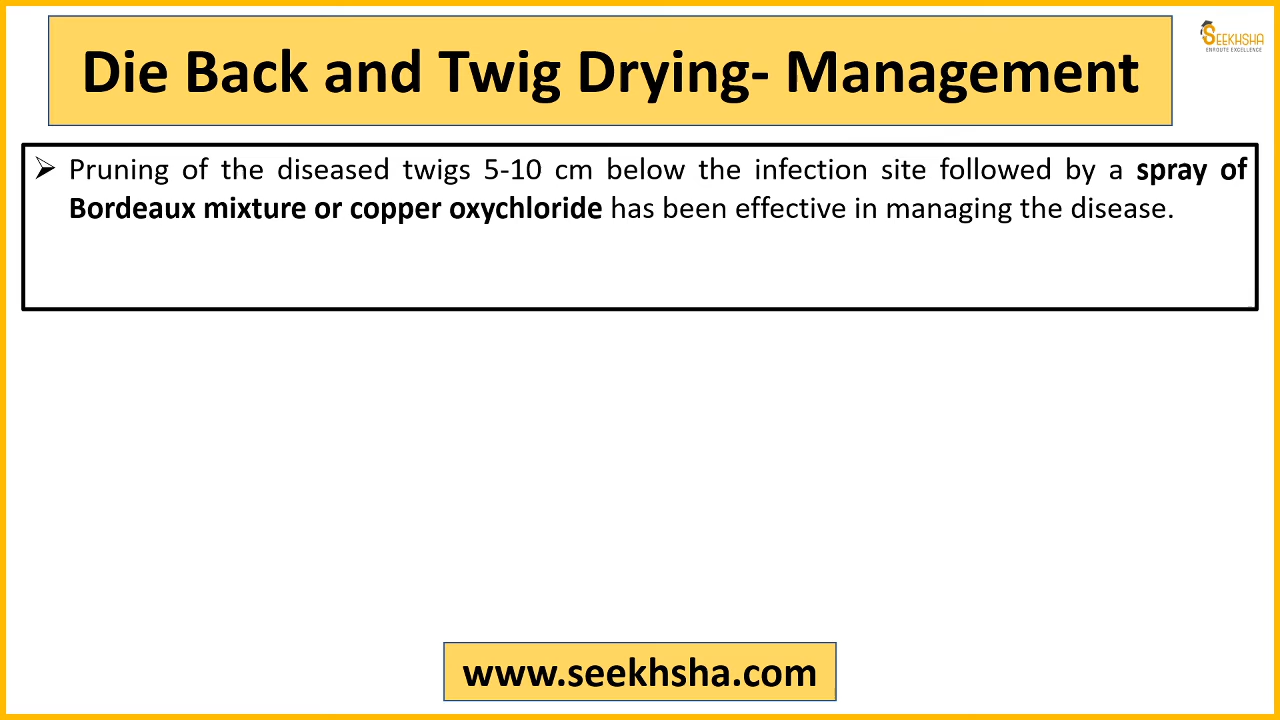 SEEKHSHA
ENROUTE EXCELLENCE
Die Back and Twig Drying- Management
➢ Pruning of the diseased twigs 5-10 cm below the infection site followed by a spray of
Bordeaux mixture or copper oxychloride has been effective in managing the disease.
www.seekhsha.com